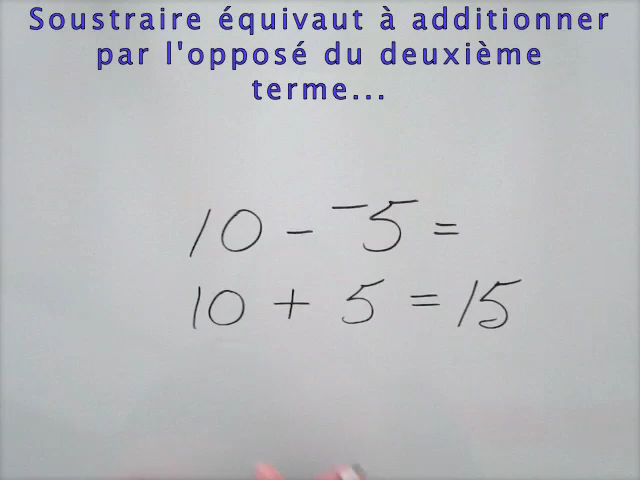 Soustraire équivaut à additionner
par l'opposé du deuxième
terme...
10 - ⁻5 =
10 + 5 = 15